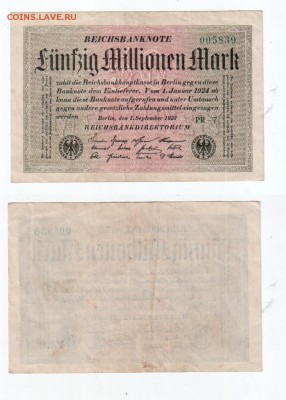 COINS.LAVE.RU
REICHSBANKNOTE 005839
Fünfzig Millionen Mark
zahlt die Reichsbankhauptkasse in Berlin gegen diese
Banknote dem Einlieferer. Vom 1. Januar 1924 ab
kann diese Banknote aufgerufen und unter Umtausch
gegen andere gesetzliche Zahlungsmittel eingezogen
werden. Berlin, den 1. September 1923 PR-7
REICHSBANKDIREKTORIUM